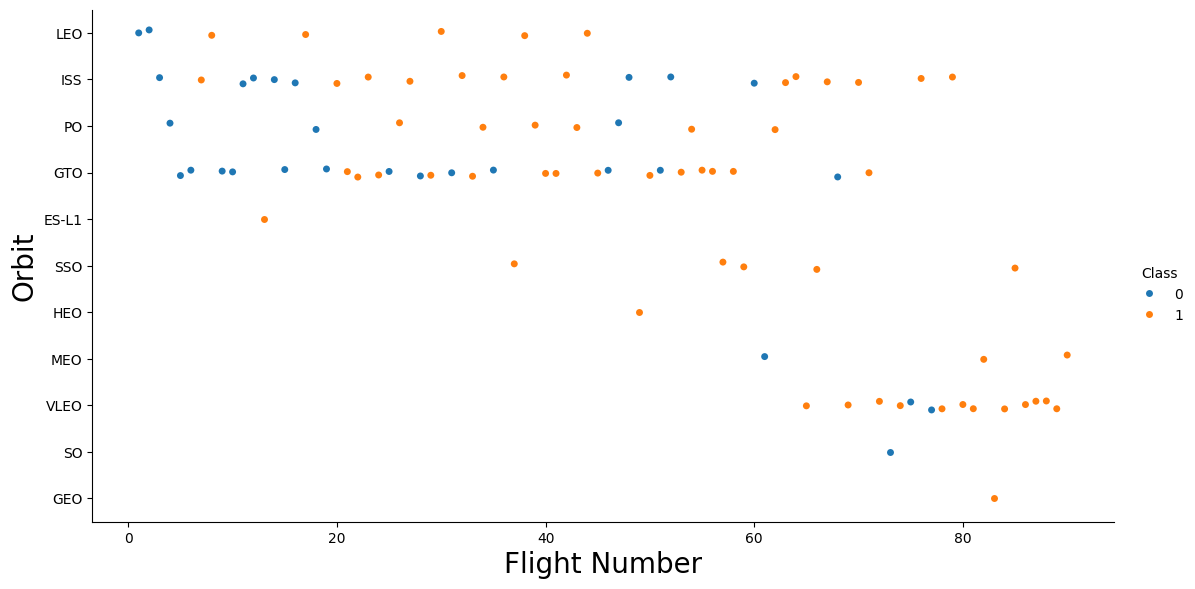 LEO
ISS
PO
GTO
ES-L1
SSO
HEO
MEO
VLEO
SO
GEO
Orbit
0 20 40 60 80
Flight Number
Class
0
1